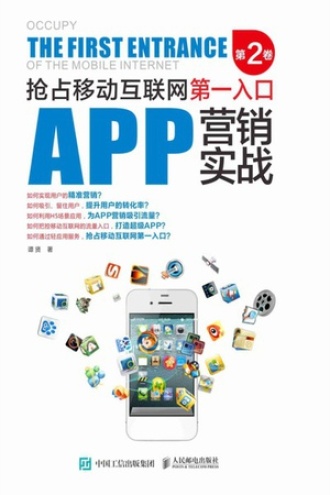 OCCUPY
THE FIRST ENTRANCE
OF THE MOBILE INTERNET
第2卷
抢占移动互联网第一入口
APP营销实战
如何实现用户的精准营销？
如何吸引、留住用户，提升用户的转化率？
如何利用H5场景应用，为APP营销吸引流量？
如何把控移动互联网的流量入口，打造超级APP？
如何通过轻应用服务，抢占移动互联网第一入口？
谭贤 著
中国工信出版集团
人民邮电出版社
POSTS & TELECOM PRESS